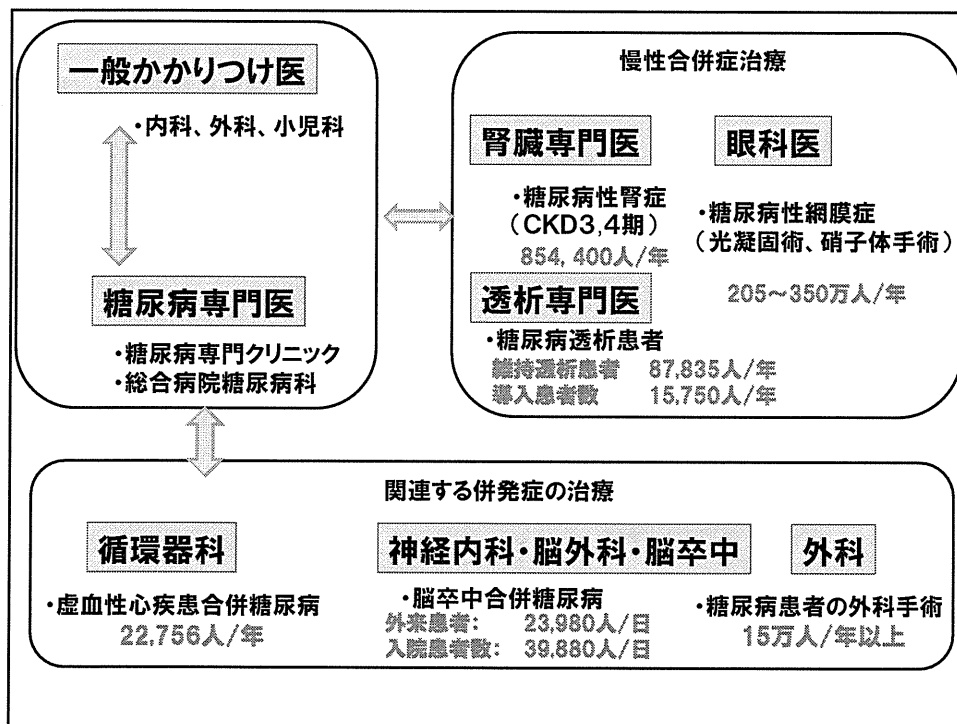 一般かかりつけ医
・内科、外科、小児科
糖尿病専門医
・糖尿病専門クリニック
・総合病院糖尿病科
慢性合併症治療
腎臓専門医
・糖尿病性腎症
(CKD3,4期)
854,400人/年
眼科医
・糖尿病性網膜症
(光凝固術、硝子体手術)
205～350万人/年
透析専門医
・糖尿病透析患者
維持透析患者 87,835人/年
導入患者数 15,750人/年
関連する併発症の治療
循環器科
・虚血性心疾患合併糖尿病
22,756人/年
神経内科・脳外科・脳卒中
・脳卒中合併糖尿病
外来患者: 23,980人/日
入院患者数: 39,880人/日
外科
・糖尿病患者の外科手術
15万人/年以上